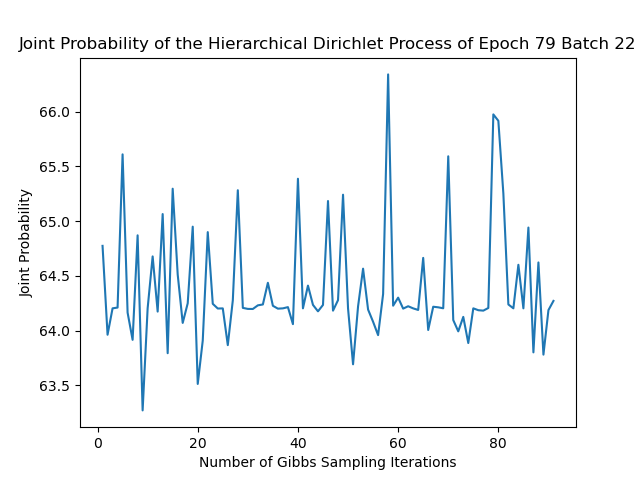 Joint Probability of the Hierarchical Dirichlet Process of Epoch 79 Batch 22
Joint Probability
66.0
65.5
65.0
64.5
64.0
63.5
0 20 40 60 80
Number of Gibbs Sampling Iterations